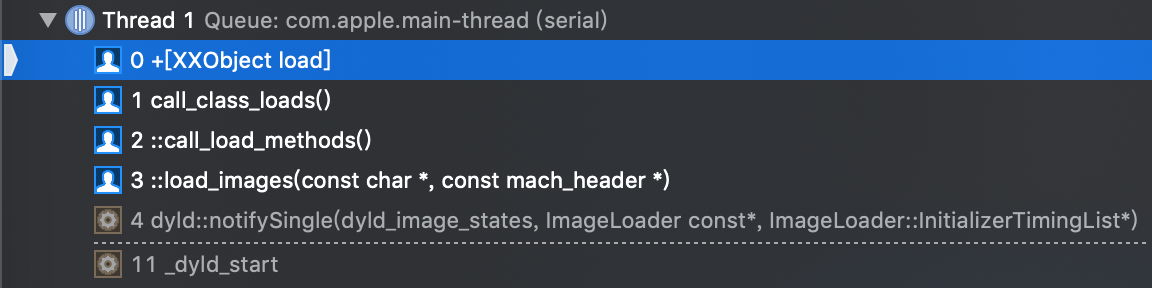 Thread 1 Queue: com.apple.main-thread (serial)
0 +[XXObject load]
1 call_class_loads()
2 ::call_load_methods()
3 ::load_images(const char *, const mach_header *)
4 dyld::notifySingle(dyld_image_states, ImageLoader const*, ImageLoader::InitializerTimingList*)
11 _dyld_start